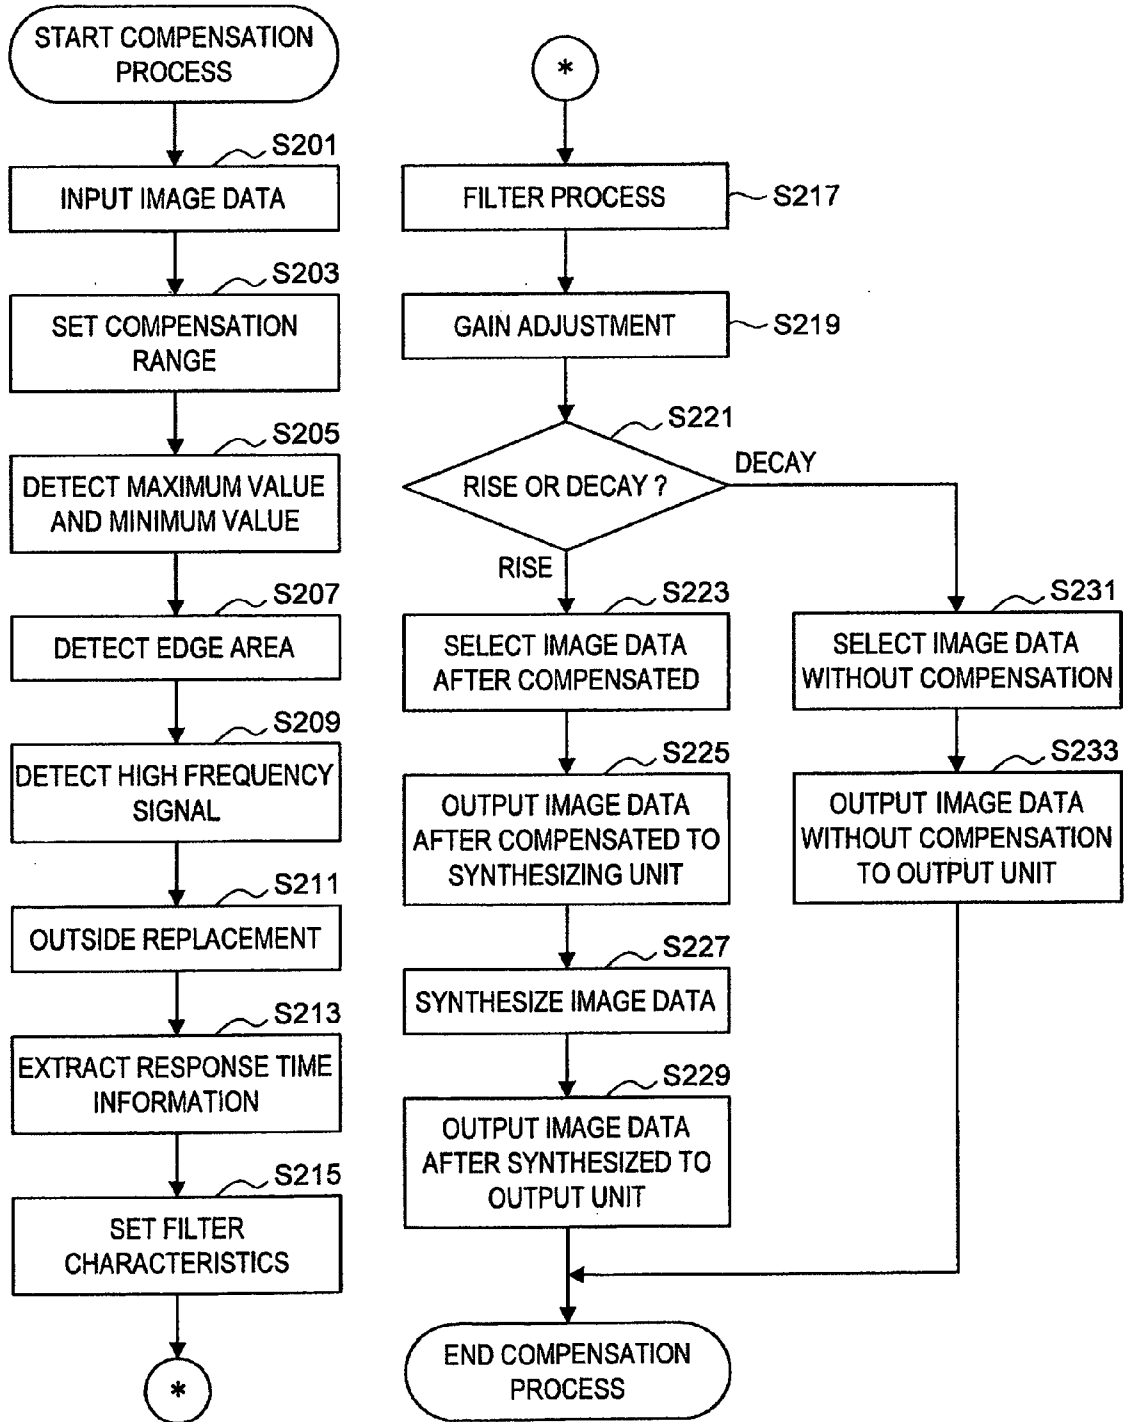 START COMPENSATION
PROCESS
S201
INPUT IMAGE DATA
S203
SET COMPENSATION
RANGE
S205
DETECT MAXIMUM VALUE
AND MINIMUM VALUE
S207
DETECT EDGE AREA
S209
DETECT HIGH FREQUENCY
SIGNAL
S211
OUTSIDE REPLACEMENT
S213
EXTRACT RESPONSE TIME
INFORMATION
S215
SET FILTER
CHARACTERISTICS
*
*
FILTER PROCESS
S217
GAIN ADJUSTMENT
S219
S221
RISE OR DECAY ?
DECAY
RISE
S223
SELECT IMAGE DATA
AFTER COMPENSATED
S225
OUTPUT IMAGE DATA
AFTER COMPENSATED TO
SYNTHESIZING UNIT
S227
SYNTHESIZE IMAGE DATA
S229
OUTPUT IMAGE DATA
AFTER SYNTHESIZED TO
OUTPUT UNIT
S231
SELECT IMAGE DATA
WITHOUT COMPENSATION
S233
OUTPUT IMAGE DATA
WITHOUT COMPENSATION
TO OUTPUT UNIT
END COMPENSATION
PROCESS